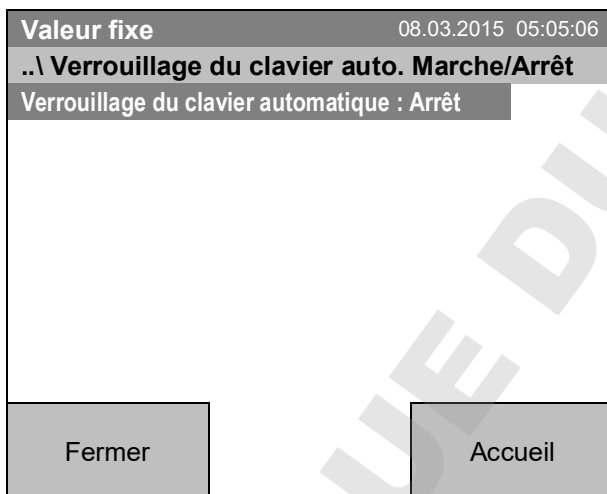 Valeur fixe 08.03.2015 05:05:06
..\ Verrouillage du clavier auto. Marche/Arrêt
Verrouillage du clavier automatique : Arrêt
Fermer Accueil